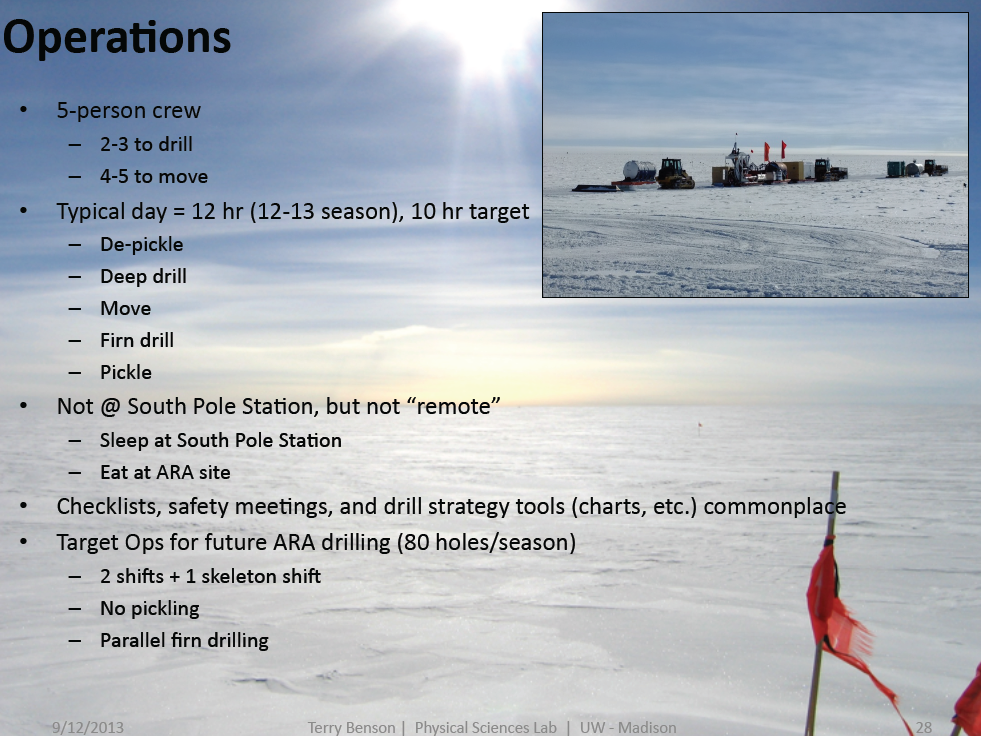 Operations
• 5-person crew
– 2-3 to drill
– 4-5 to move
• Typical day = 12 hr (12-13 season), 10 hr target
– De-pickle
– Deep drill
– Move
– Firn drill
– Pickle
• Not @ South Pole Station, but not “remote”
– Sleep at South Pole Station
– Eat at ARA site
• Checklists, safety meetings, and drill strategy tools (charts, etc.) commonplace
• Target Ops for future ARA drilling (80 holes/season)
– 2 shifts + 1 skeleton shift
– No pickling
– Parallel firn drilling
9/12/2013 Terry Benson | Physical Sciences Lab | UW - Madison 28